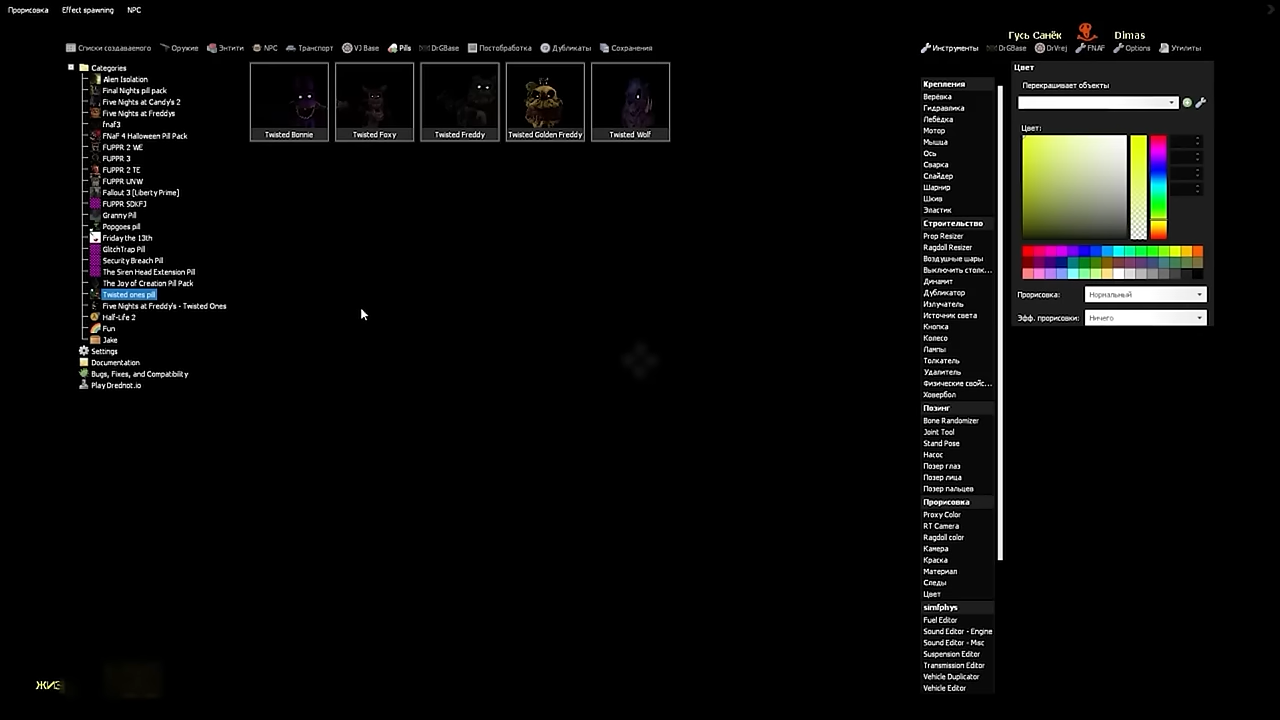 Прорисовка Effect spawning NPC
Гусь Санёк Dimas
Списки создаваемого Оружие Энтити NPC Транспорт VJ Base Pills DrGBase Постобработка Дубликаты Сохранения
Инструменты DrGBase DrVrej FNAF Options Утилиты
Categories
Alien Isolation
Final Nights pill pack
Five Nights at Candy's 2
Five Nights at Freddys
fnaf3
FNaF 4 Halloween Pill Pack
FUPPR 2 WE
FUPPR 3
FUPPR 2 TE
FUPPR UNW
Fallout 3 [Liberty Prime]
FUPPR SDKFJ
Granny Pill
Popgoes pill
Friday the 13th
GlitchTrap Pill
Security Breach Pill
The Siren Head Extension Pill
The Joy of Creation Pill Pack
Twisted ones pill
Five Nights at Freddy's - Twisted Ones
Half-Life 2
Fun
Jake
Settings
Documentation
Bugs, Fixes, and Compatibility
Play Drednot.io
Twisted Bonnie Twisted Foxy Twisted Freddy Twisted Golden Freddy Twisted Wolf
Крепления
Верёвка
Гидравлика
Лебёдка
Мотор
Мышца
Ось
Сварка
Слайдер
Шарнир
Шкив
Эластик
Строительство
Prop Resizer
Ragdoll Resizer
Воздушные шары
Выключить столк...
Динамит
Дубликатор
Излучатель
Источник света
Кнопка
Колесо
Лампы
Толкатель
Удалитель
Физические свойс...
Ховербол
Позинг
Bone Randomizer
Joint Tool
Stand Pose
Насос
Позер глаз
Позер лица
Позер пальцев
Прорисовка
Proxy Color
RT Camera
Ragdoll color
Камера
Краска
Материал
Следы
Цвет
simfphys
Fuel Editor
Sound Editor - Engine
Sound Editor - Misc
Suspension Editor
Transmission Editor
Vehicle Duplicator
Vehicle Editor
Цвет
Перекрашивает объекты
Цвет:
Прорисовка: Нормальный
Эфф. прорисовки: Ничего